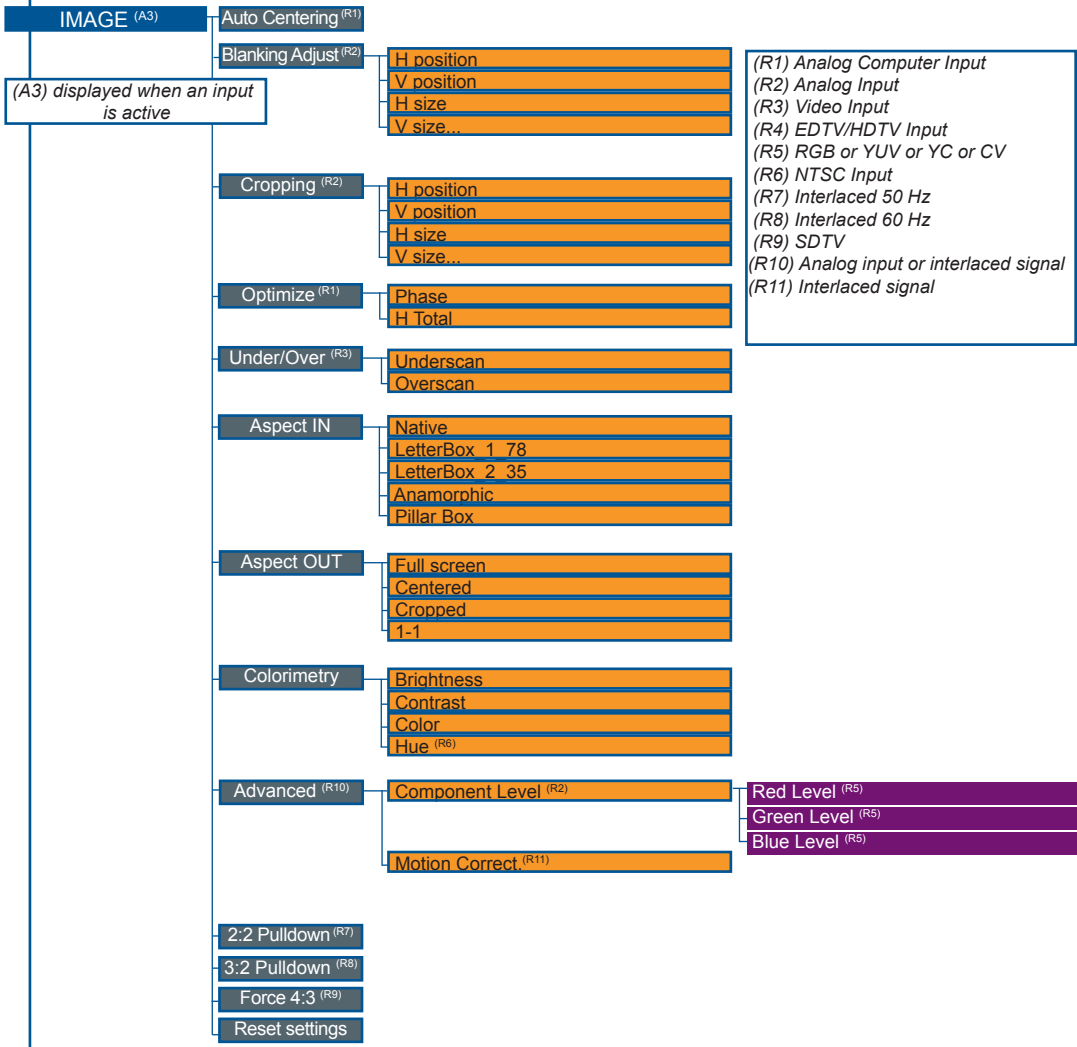 IMAGE (A3)
(A3) displayed when an input
is active
Auto Centering (R1)
Blanking Adjust (R2)
H position
V position
H size
V size...
(R1) Analog Computer Input
(R2) Analog Input
(R3) Video Input
(R4) EDTV/HDTV Input
(R5) RGB or YUV or YC or CV
(R6) NTSC Input
(R7) Interlaced 50 Hz
(R8) Interlaced 60 Hz
(R9) SDTV
(R10) Analog input or interlaced signal
(R11) Interlaced signal
Cropping (R2)
H position
V position
H size
V size...
Optimize (R1)
Phase
H Total
Under/Over (R3)
Underscan
Overscan
Aspect IN
Native
LetterBox_1_78
LetterBox_2_35
Anamorphic
Pillar Box
Aspect OUT
Full screen
Centered
Cropped
1-1
Colorimetry
Brightness
Contrast
Color
Hue (R6)
Advanced (R10)
Component Level (R2)
Red Level (R5)
Green Level (R5)
Blue Level (R5)
Motion Correct.(R11)
2:2 Pulldown (R7)
3:2 Pulldown (R8)
Force 4:3 (R9)
Reset settings